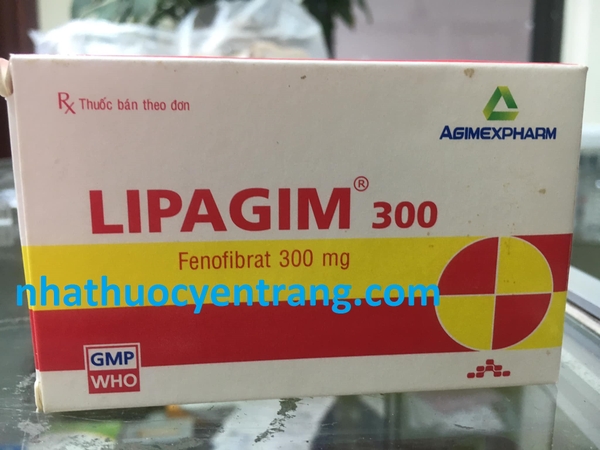 Rx Thuốc bán theo đơn
AGIMEXPHARM
LIPAGIM® 300
Fenofibrat 300 mg
nhathuocyentrang.com
GMP
WHO